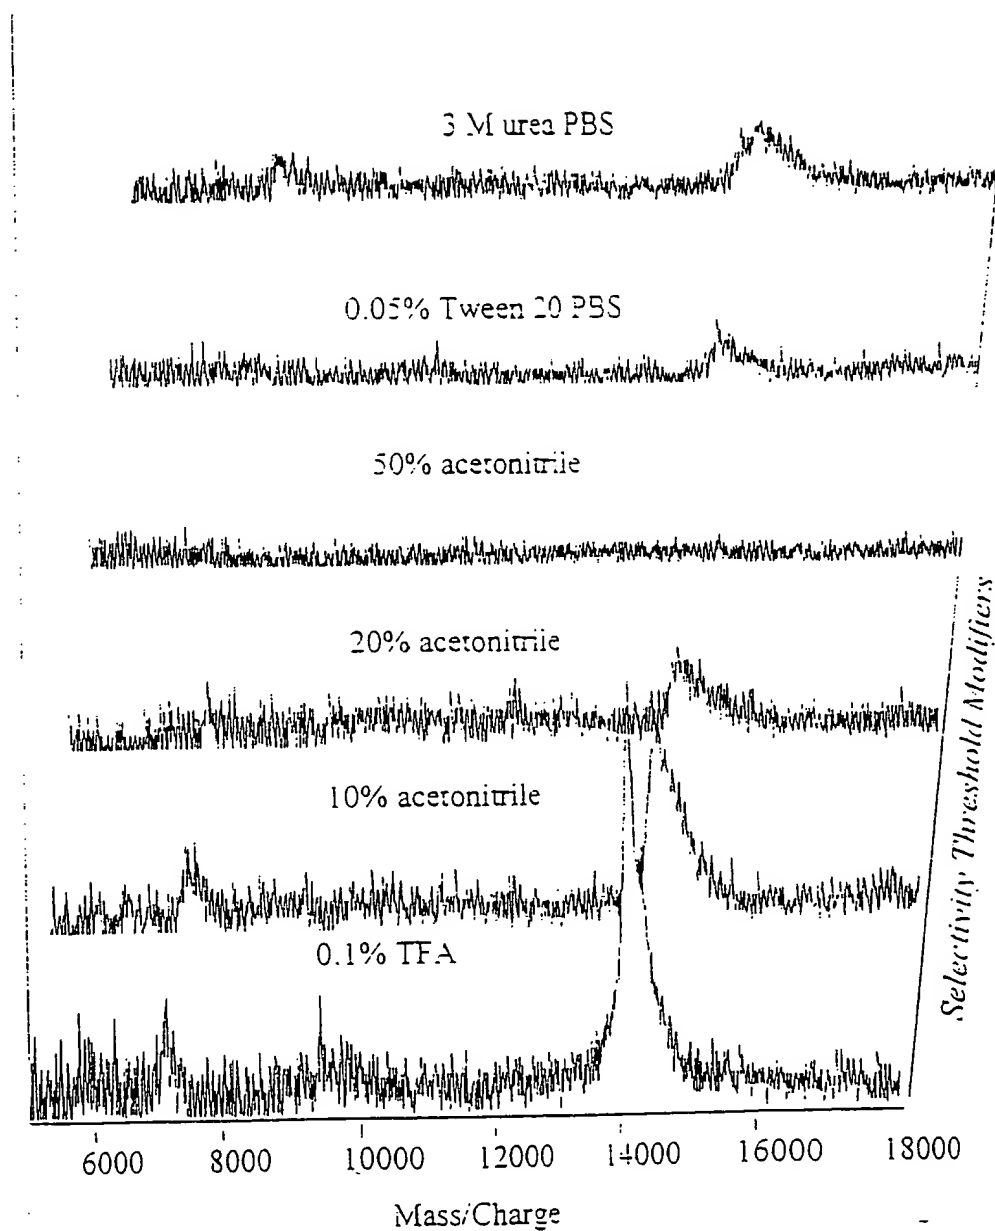 3 M urea PBS
0.05% Tween 20 PBS
50% acetonitrile
20% acetonitrile
10% acetonitrile
0.1% TFA
Selectivity Threshold Modifiers
6000 8000 10000 12000 14000 16000 18000
Mass/Charge